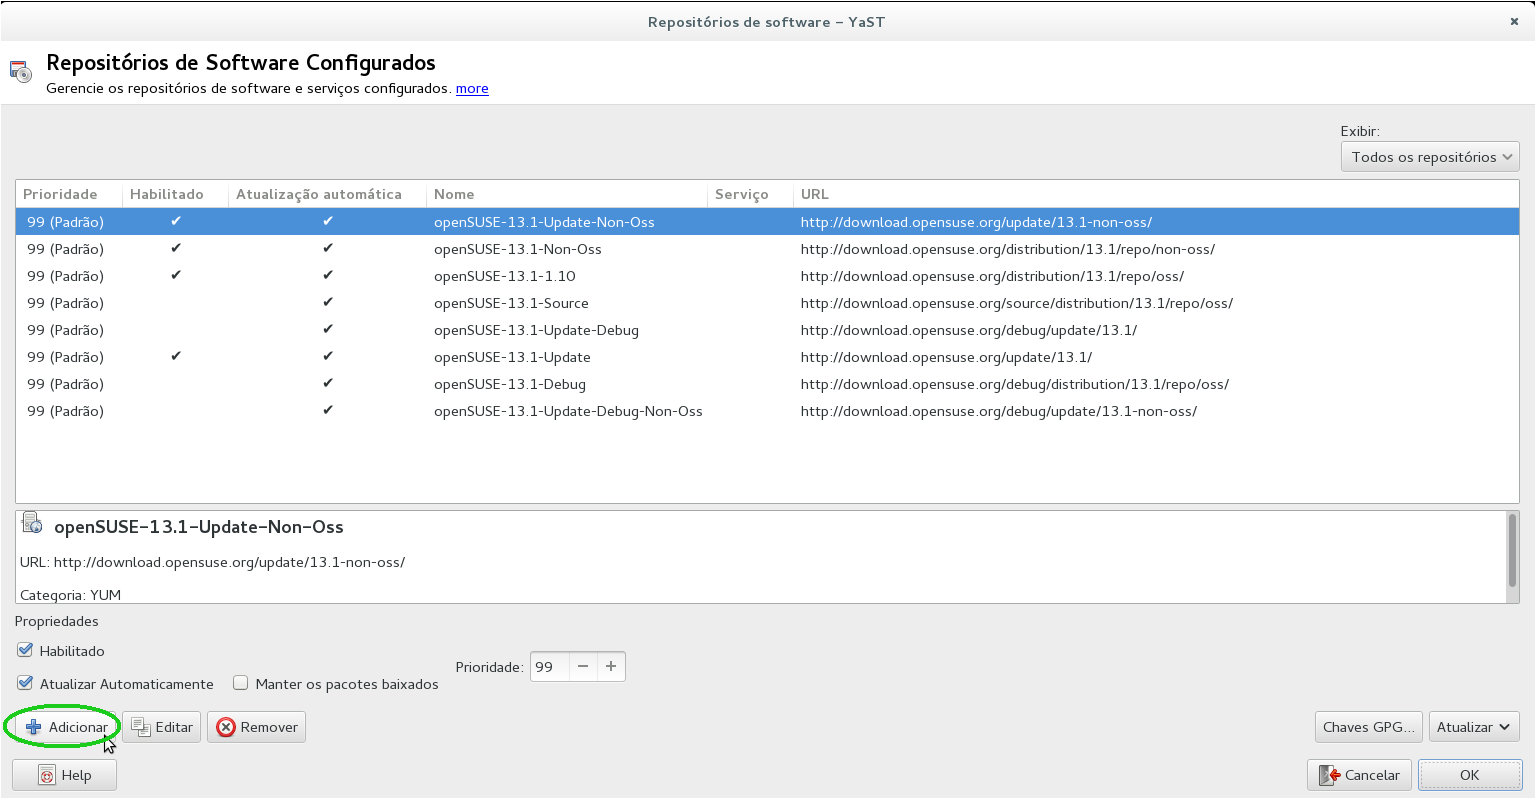 Repositórios de software – YaST
Repositórios de Software Configurados
Gerencie os repositórios de software e serviços configurados. more
Exibir:
Todos os repositórios
Prioridade Habilitado Atualização automática Nome Serviço URL
99 (Padrão) ✔ ✔ openSUSE-13.1-Update-Non-Oss http://download.opensuse.org/update/13.1-non-oss/
99 (Padrão) ✔ ✔ openSUSE-13.1-Non-Oss http://download.opensuse.org/distribution/13.1/repo/non-oss/
99 (Padrão) ✔ ✔ openSUSE-13.1-1.10 http://download.opensuse.org/distribution/13.1/repo/oss/
99 (Padrão) ✔ openSUSE-13.1-Source http://download.opensuse.org/source/distribution/13.1/repo/oss/
99 (Padrão) ✔ openSUSE-13.1-Update-Debug http://download.opensuse.org/debug/update/13.1/
99 (Padrão) ✔ ✔ openSUSE-13.1-Update http://download.opensuse.org/update/13.1/
99 (Padrão) ✔ openSUSE-13.1-Debug http://download.opensuse.org/debug/distribution/13.1/repo/oss/
99 (Padrão) ✔ openSUSE-13.1-Update-Debug-Non-Oss http://download.opensuse.org/debug/update/13.1-non-oss/
openSUSE-13.1-Update-Non-Oss
URL: http://download.opensuse.org/update/13.1-non-oss/
Categoria: YUM
Propriedades
Habilitado
Prioridade: 99
Atualizar Automaticamente Manter os pacotes baixados
Adicionar Editar Remover Chaves GPG... Atualizar
Help Cancelar OK